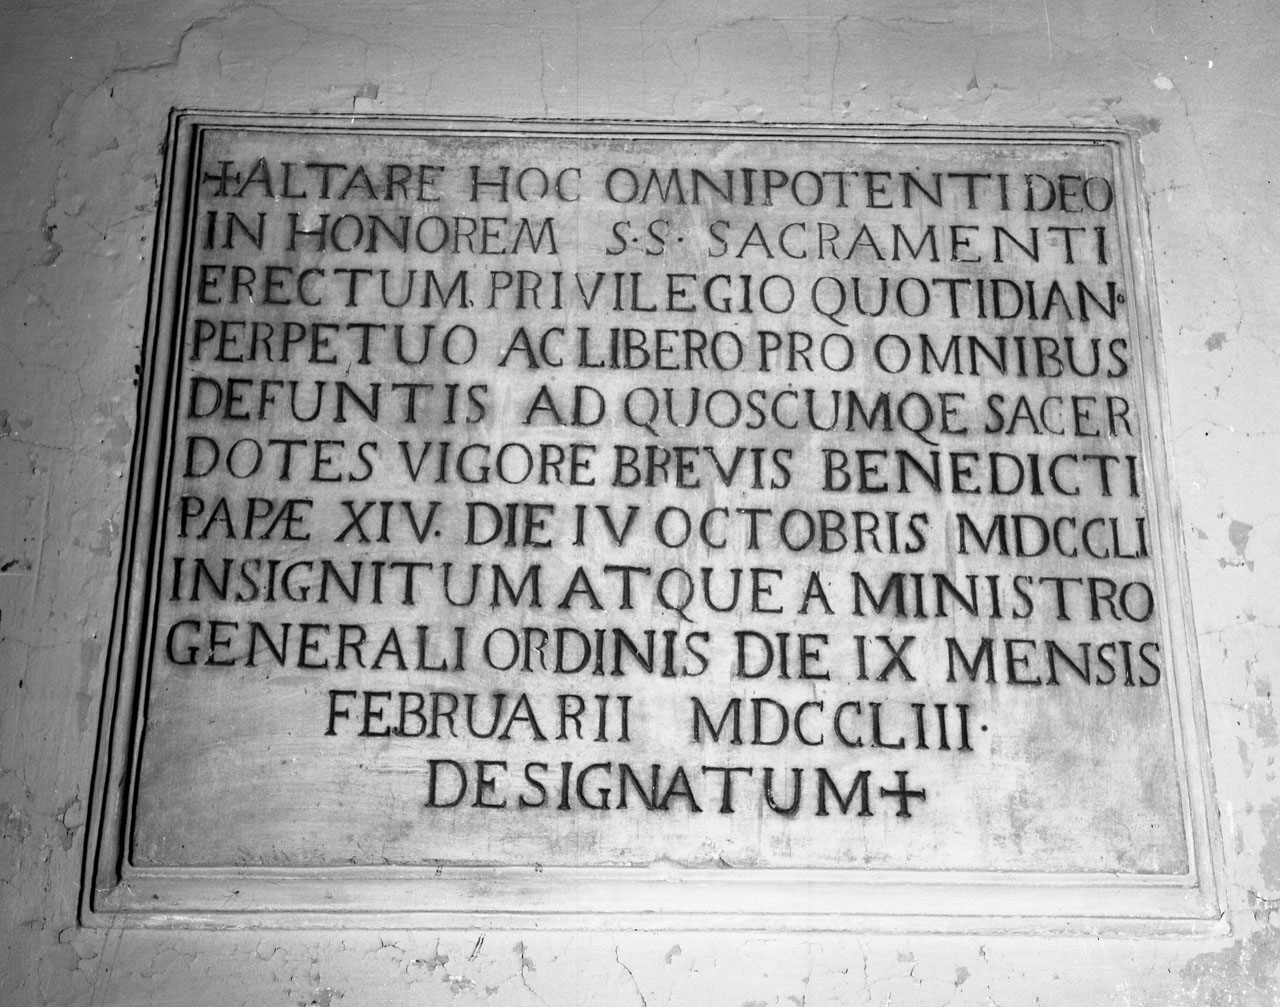 +ALTARE HOC OMNIPOTENTI DEO
IN HONOREM S·S· SACRAMENTI
ERECTUM, PRIVILEGIO QUOTIDIANº
PERPETUO AC LIBERO PRO OMNIBUS
DEFUNTIS AD QUOSCUMQE SACER
DOTES VIGORE BREVIS BENEDICTI
PAPÆ XIV. DIE IV OCTOBRIS MDCCLI
INSIGNITUM ATQUE A MINISTRO
GENERALI ORDINIS DIE IX MENSIS
FEBRUARII MDCCLIII·
DESIGNATUM+